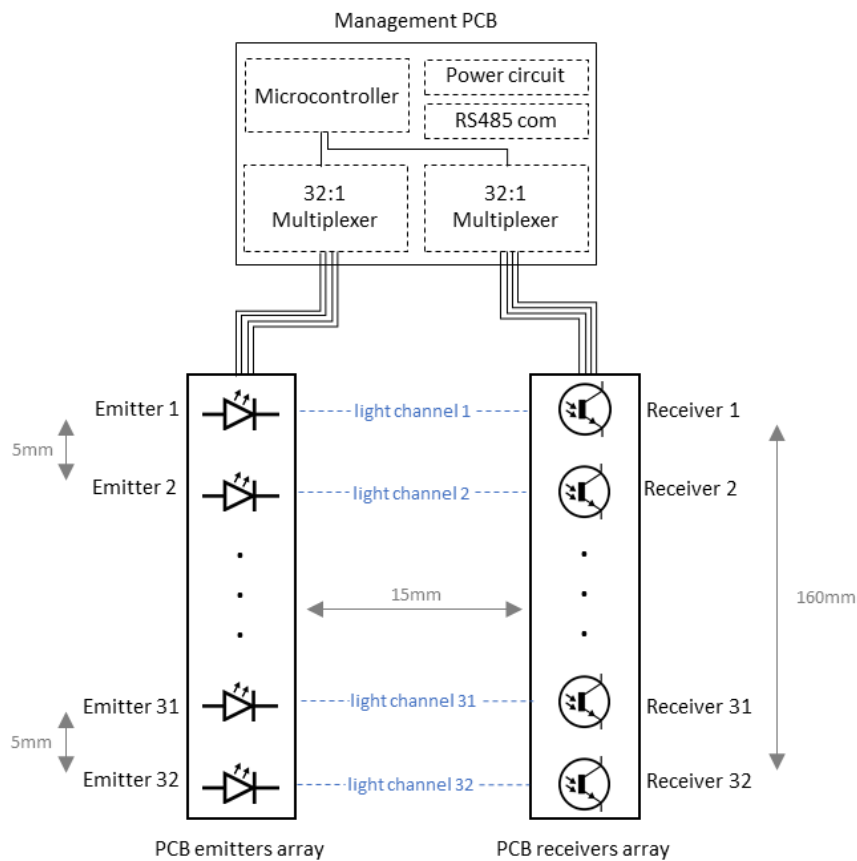 Management PCB
Microcontroller
Power circuit
RS485 com
32:1
Multiplexer
32:1
Multiplexer
Emitter 1
light channel 1
Receiver 1
5mm
Emitter 2
light channel 2
Receiver 2
15mm
160mm
Emitter 31
light channel 31
Receiver 31
5mm
Emitter 32
light channel 32
Receiver 32
PCB emitters array
PCB receivers array